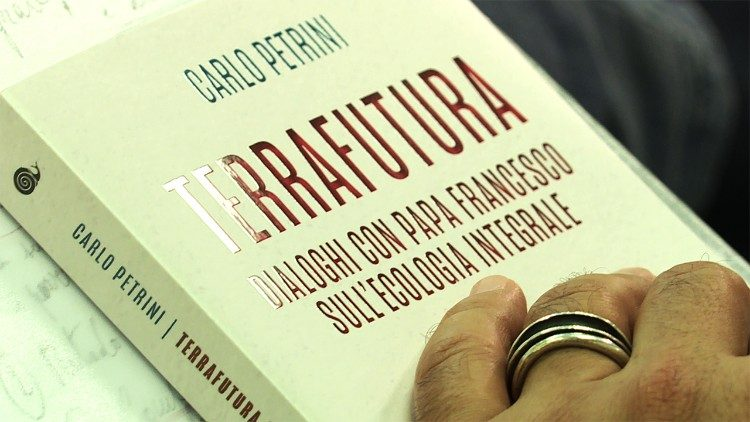 CARLO PETRINI
TERRAFUTURA
DIALOGHI CON PAPA FRANCESCO
SULL'ECOLOGIA INTEGRALE
CARLO PETRINI | TERRAFUTURA